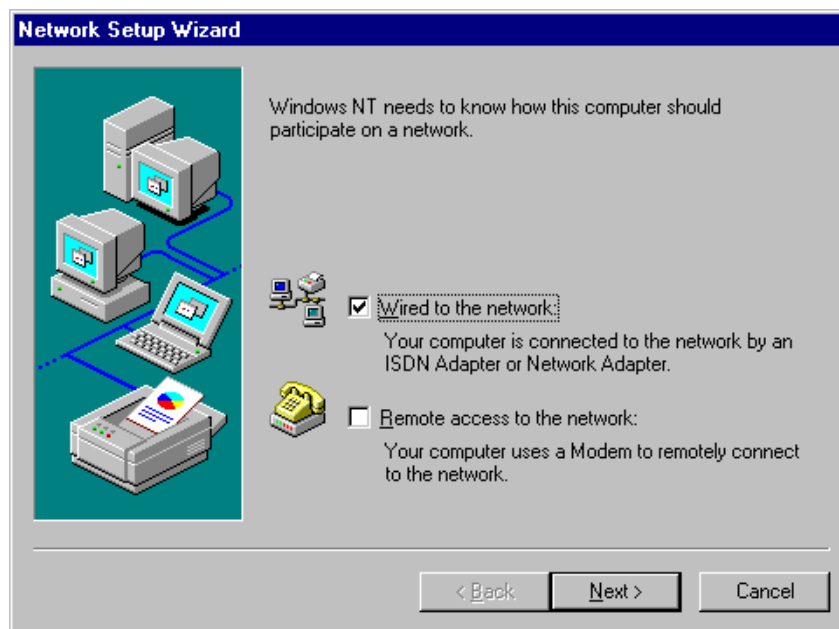 Network Setup Wizard
Windows NT needs to know how this computer should
participate on a network.
Wired to the network:
Your computer is connected to the network by an
ISDN Adapter or Network Adapter.
Remote access to the network:
Your computer uses a Modem to remotely connect
to the network.
< Back
Next >
Cancel